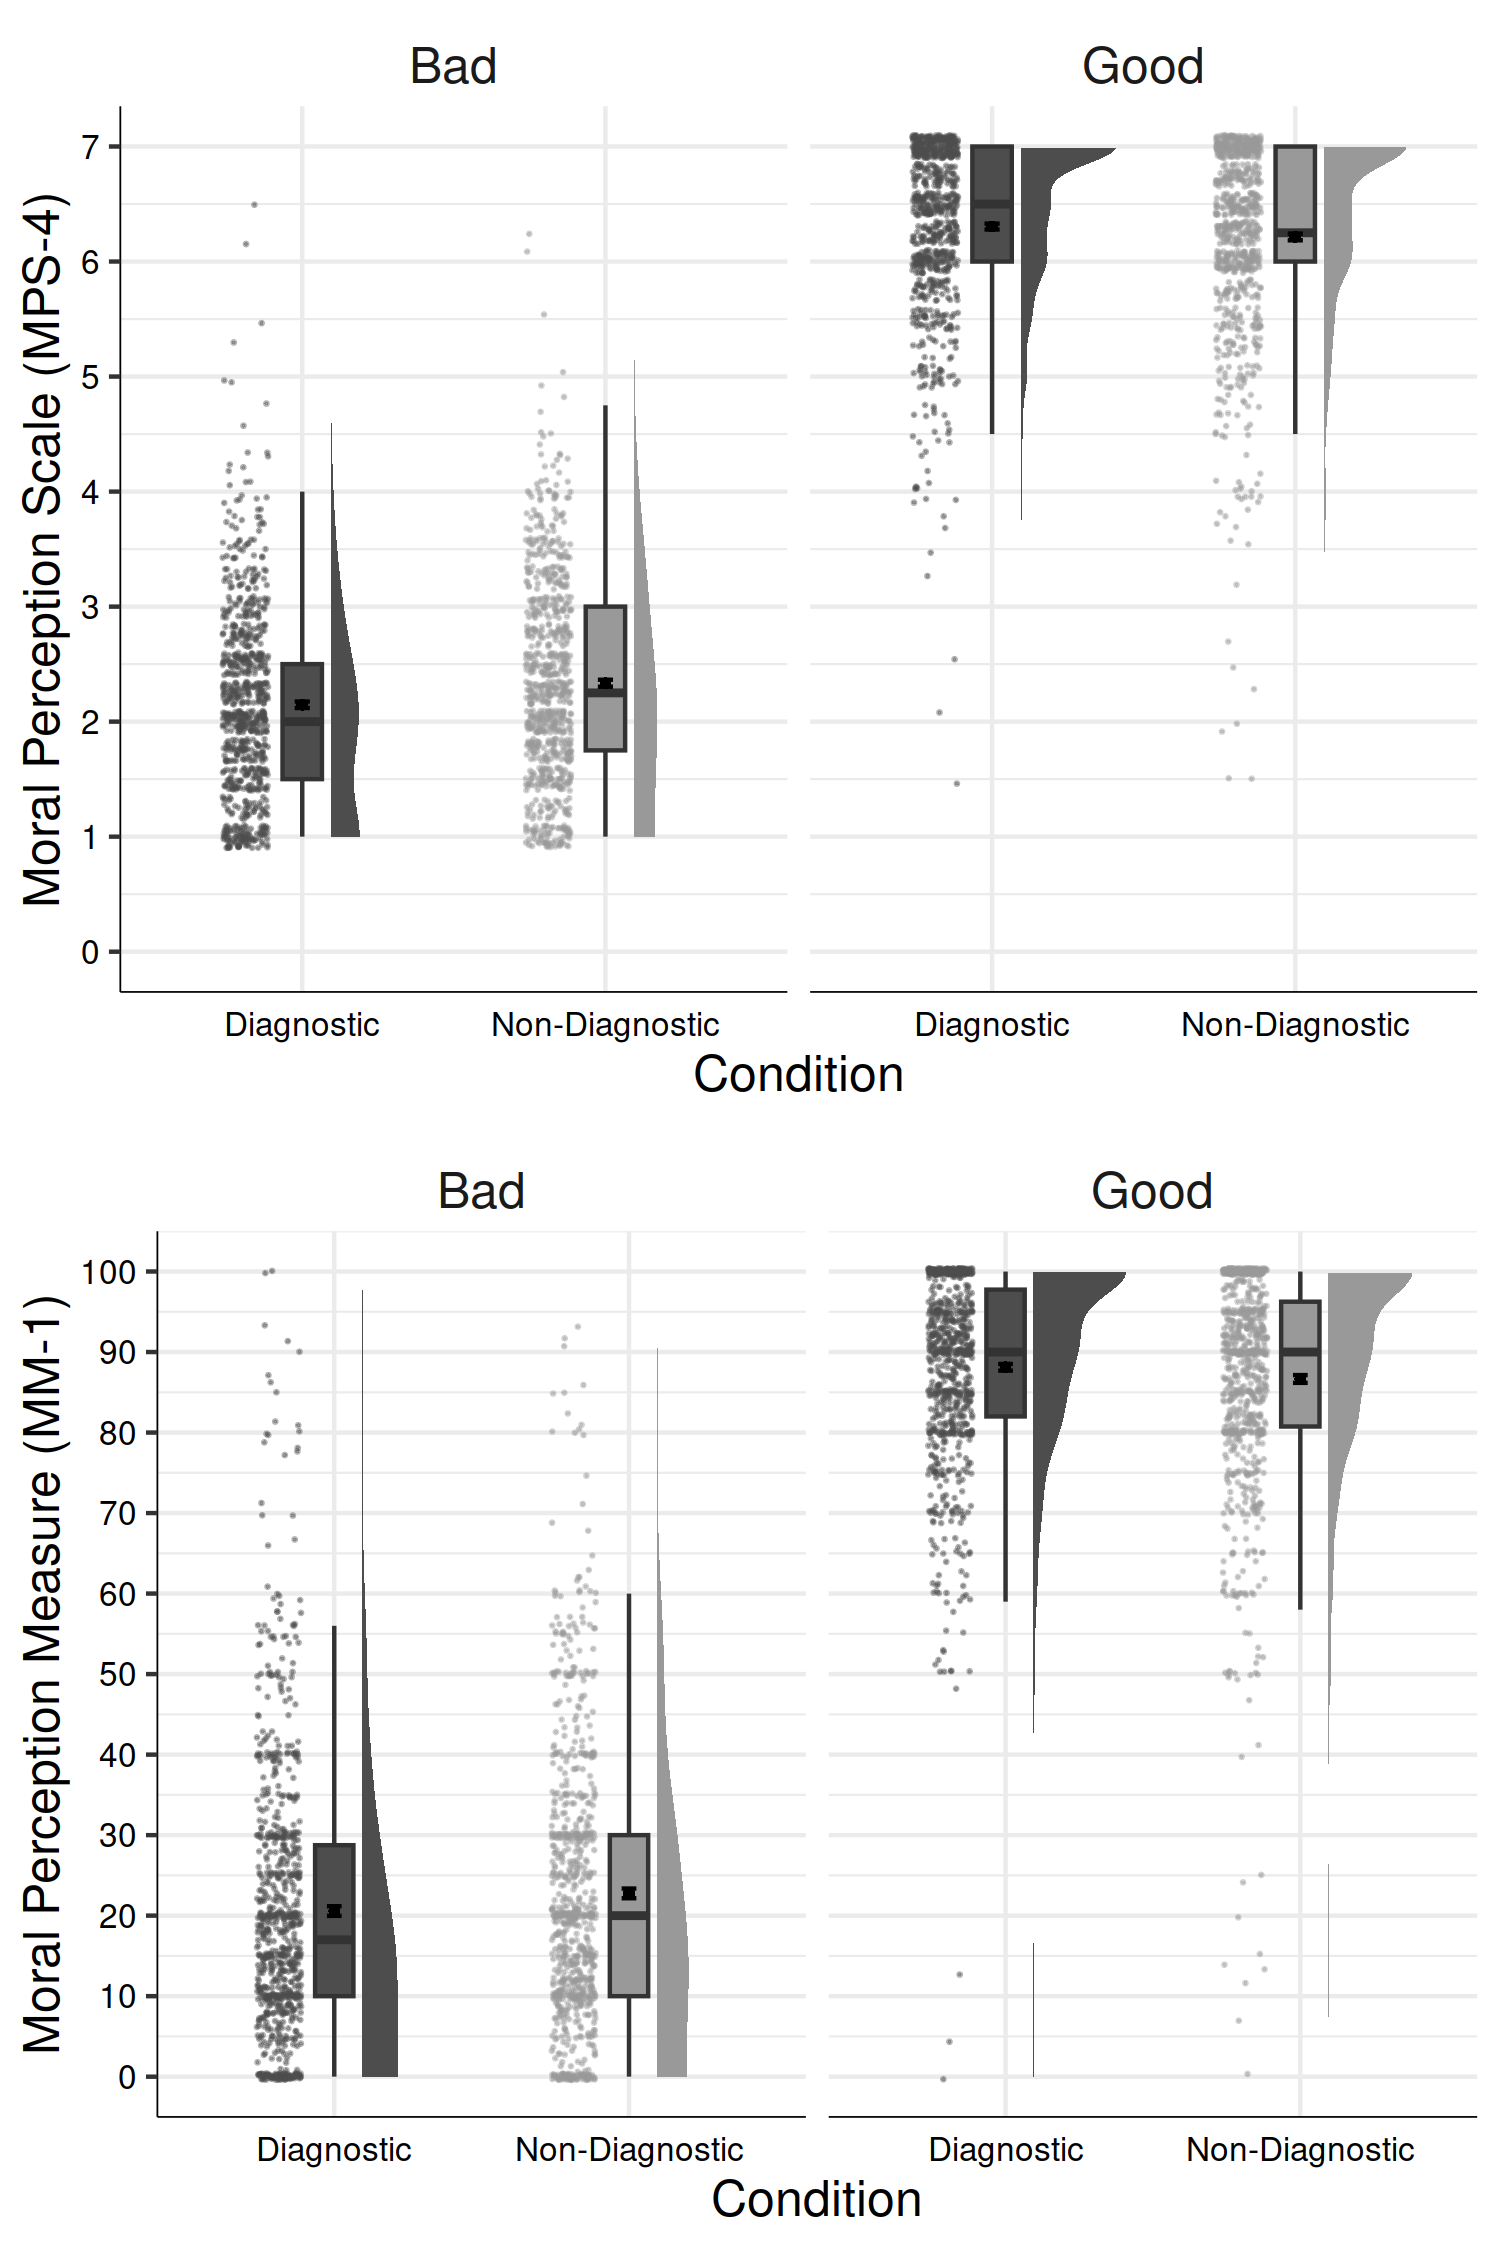 Bad Good
Moral Perception Scale (MPS-4)
7
6
5
4
3
2
1
0
Diagnostic Non-Diagnostic Diagnostic Non-Diagnostic
Condition
Bad Good
Moral Perception Measure (MM-1)
100
90
80
70
60
50
40
30
20
10
0
Diagnostic Non-Diagnostic Diagnostic Non-Diagnostic
Condition